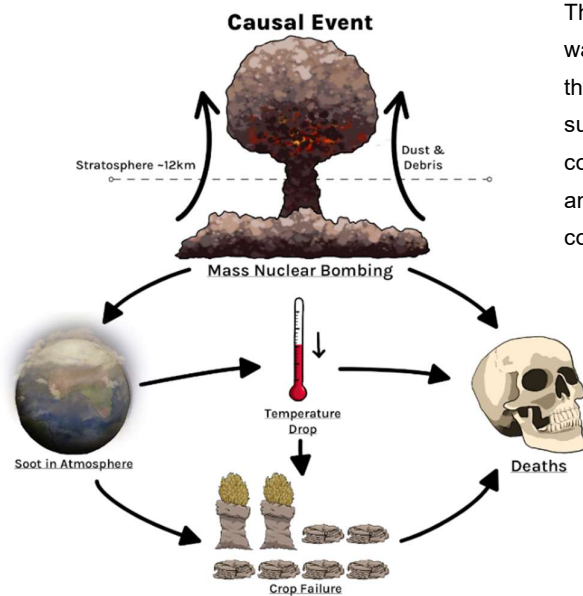 Causal Event
Stratosphere ~12km
Dust &
Debris
Mass Nuclear Bombing
Temperature
Drop
Soot in Atmosphere
Deaths
Crop Failure